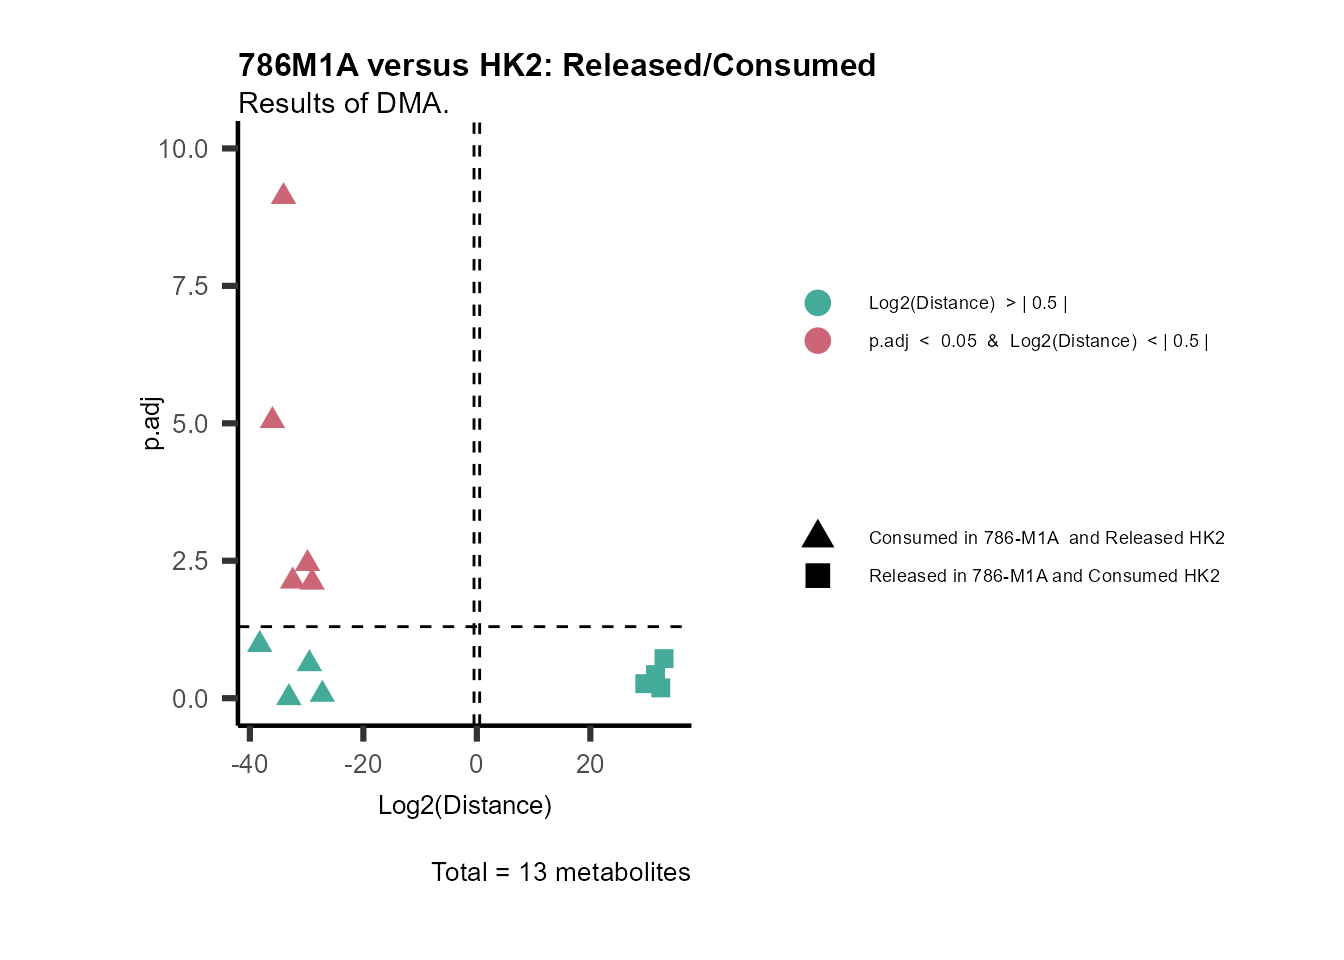 786M1A versus HK2: Released/Consumed
Results of DMA.
10.0
7.5
5.0
2.5
0.0
p.adj
-40
-20
0
20
Log2(Distance)
Total = 13 metabolites
Log2(Distance) > | 0.5 |
p.adj < 0.05 & Log2(Distance) < | 0.5 |
Consumed in 786-M1A and Released HK2
Released in 786-M1A and Consumed HK2